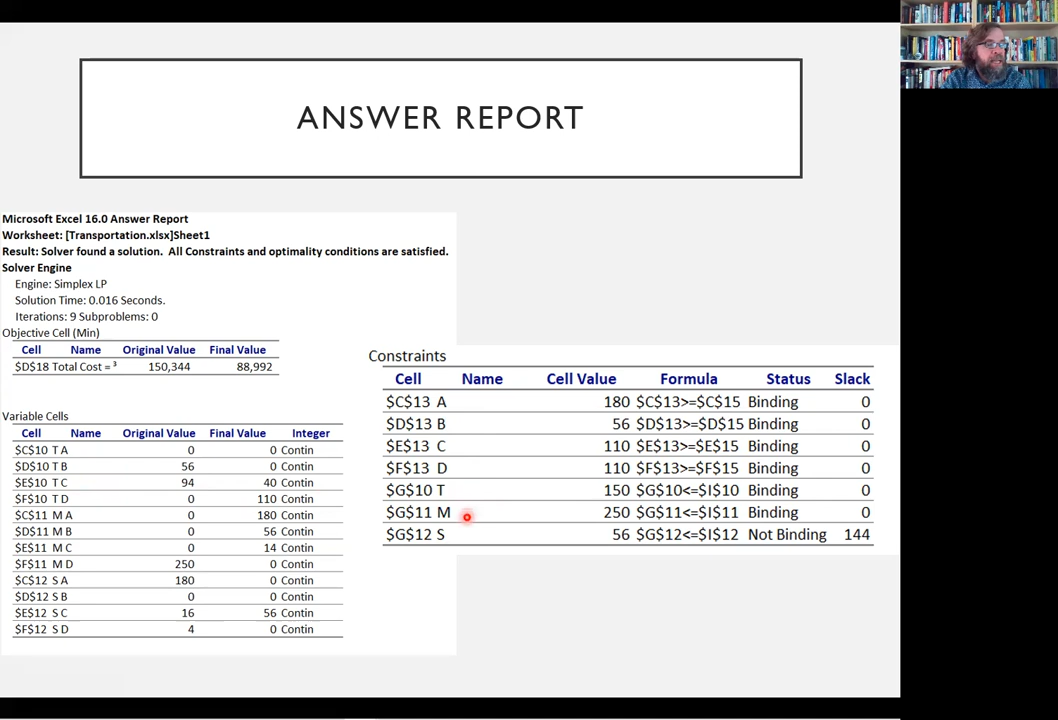 ANSWER REPORT
Microsoft Excel 16.0 Answer Report
Worksheet: [Transportation.xlsx]Sheet1
Result: Solver found a solution.  All Constraints and optimality conditions are satisfied.
Solver Engine
Engine: Simplex LP
Solution Time: 0.016 Seconds.
Iterations: 9 Subproblems: 0
Objective Cell (Min)
Cell Name Original Value Final Value
$D$18 Total Cost = ³ 150,344 88,992
Variable Cells
Cell Name Original Value Final Value Integer
$C$10 T A 0 0 Contin
$D$10 T B 56 0 Contin
$E$10 T C 94 40 Contin
$F$10 T D 0 110 Contin
$C$11 M A 0 180 Contin
$D$11 M B 0 56 Contin
$E$11 M C 0 14 Contin
$F$11 M D 250 0 Contin
$C$12 S A 180 0 Contin
$D$12 S B 0 0 Contin
$E$12 S C 16 56 Contin
$F$12 S D 4 0 Contin
Constraints
Cell Name Cell Value Formula Status Slack
$C$13 A 180 $C$13>=$C$15 Binding 0
$D$13 B 56 $D$13>=$D$15 Binding 0
$E$13 C 110 $E$13>=$E$15 Binding 0
$F$13 D 110 $F$13>=$F$15 Binding 0
$G$10 T 150 $G$10<=$I$10 Binding 0
$G$11 M 250 $G$11<=$I$11 Binding 0
$G$12 S 56 $G$12<=$I$12 Not Binding 144